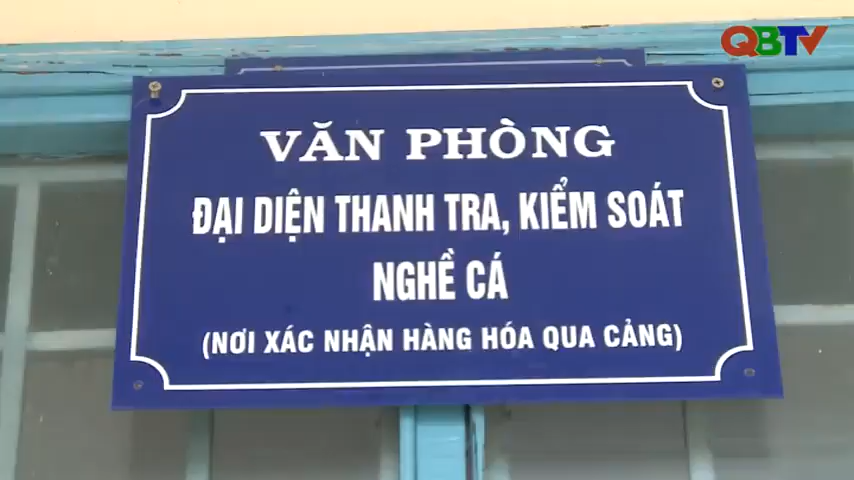 QBTV
VĂN PHÒNG
ĐẠI DIỆN THANH TRA, KIỂM SOÁT
NGHỀ CÁ
(NƠI XÁC NHẬN HÀNG HÓA QUA CẢNG)